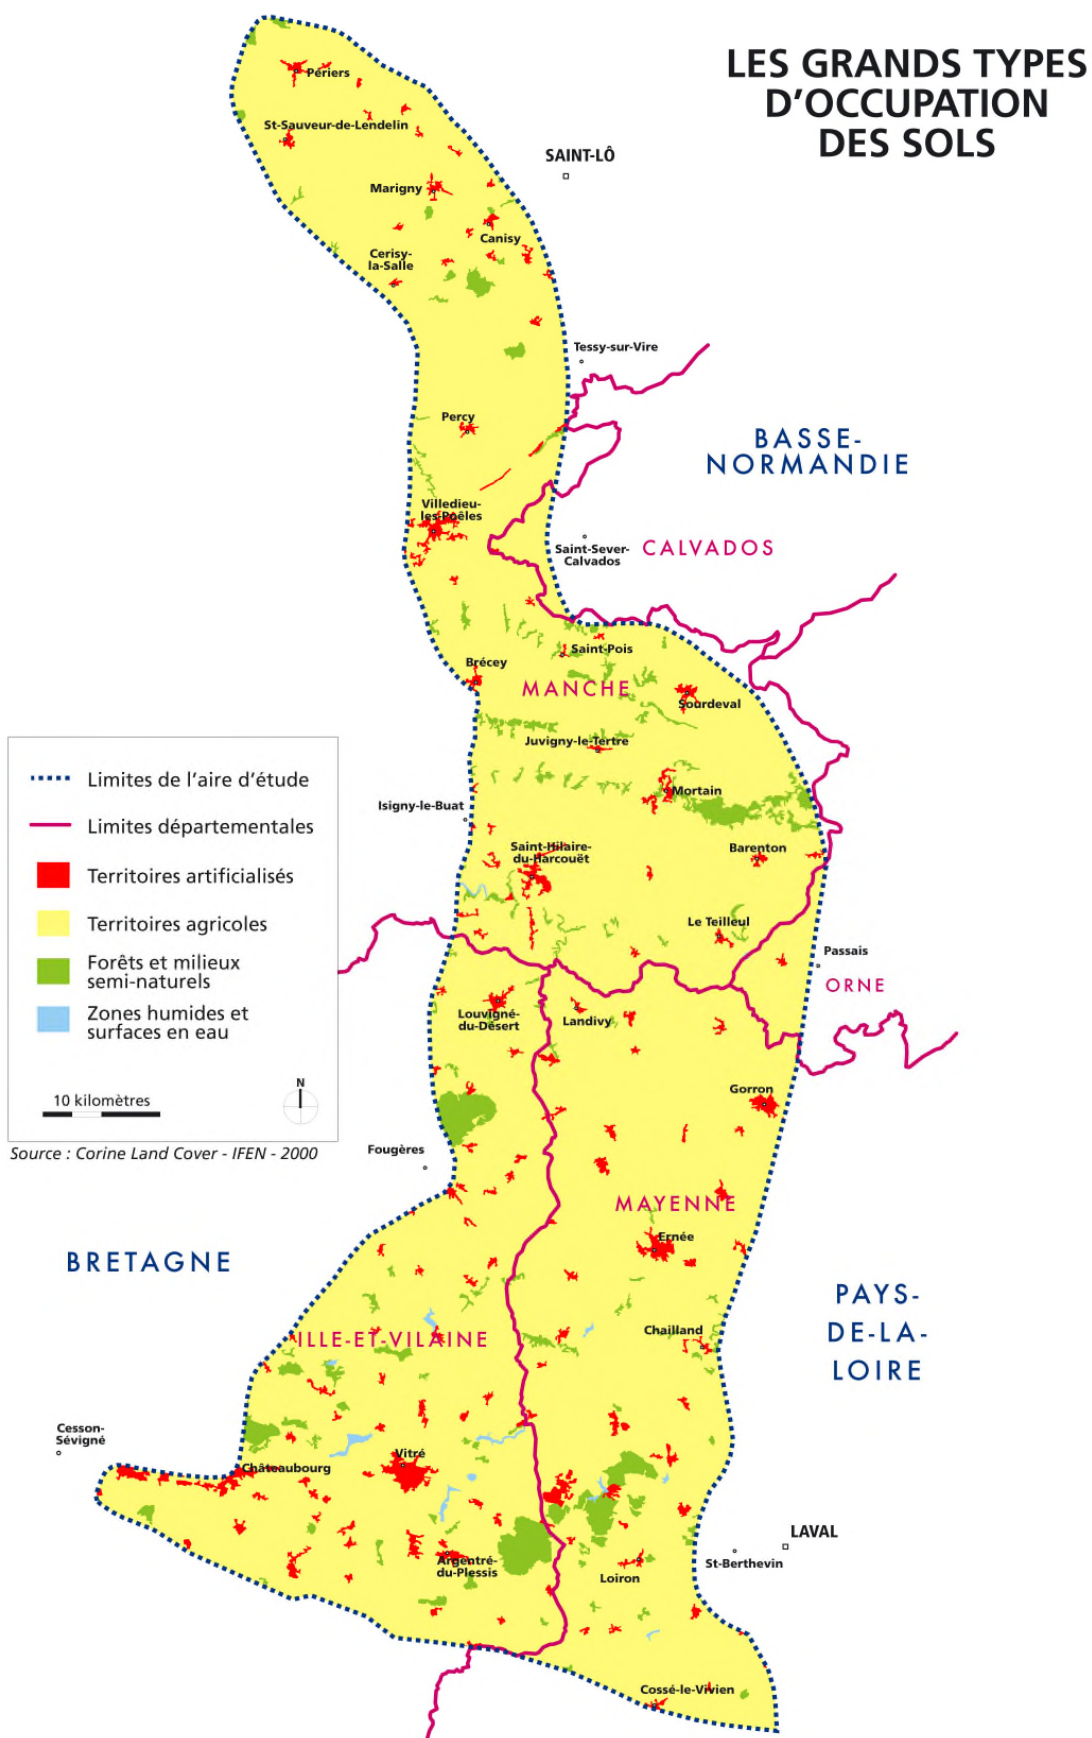 LES GRANDS TYPES
D'OCCUPATION
DES SOLS
Périers
St-Sauveur-de-Lendelin
SAINT-LÔ
Marigny
Canisy
Cerisy-
la-Salle
Tessy-sur-Vire
Percy
BASSE-
NORMANDIE
Villedieu-
les-Poêles
Saint-Sever-
Calvados
CALVADOS
Saint-Pois
Brécey
MANCHE
Sourdeval
Juvigny-le-Tertre
Mortain
Isigny-le-Buat
Saint-Hilaire-
du-Harcouët
Barenton
Le Teilleul
Passais
ORNE
Limites de l'aire d'étude
Limites départementales
Territoires artificialisés
Territoires agricoles
Forêts et milieux
semi-naturels
Zones humides et
surfaces en eau
10 kilomètres
N
Source : Corine Land Cover - IFEN - 2000
Louvigné-
du-Désert
Landivy
Gorron
Fougères
MAYENNE
Ernée
BRETAGNE
PAYS-
DE-LA-
LOIRE
ILLE-ET-VILAINE
Chailland
Cesson-
Sévigné
Châteaubourg
Vitré
LAVAL
St-Berthevin
Argentré-
du-Plessis
Loiron
Cossé-le-Vivien